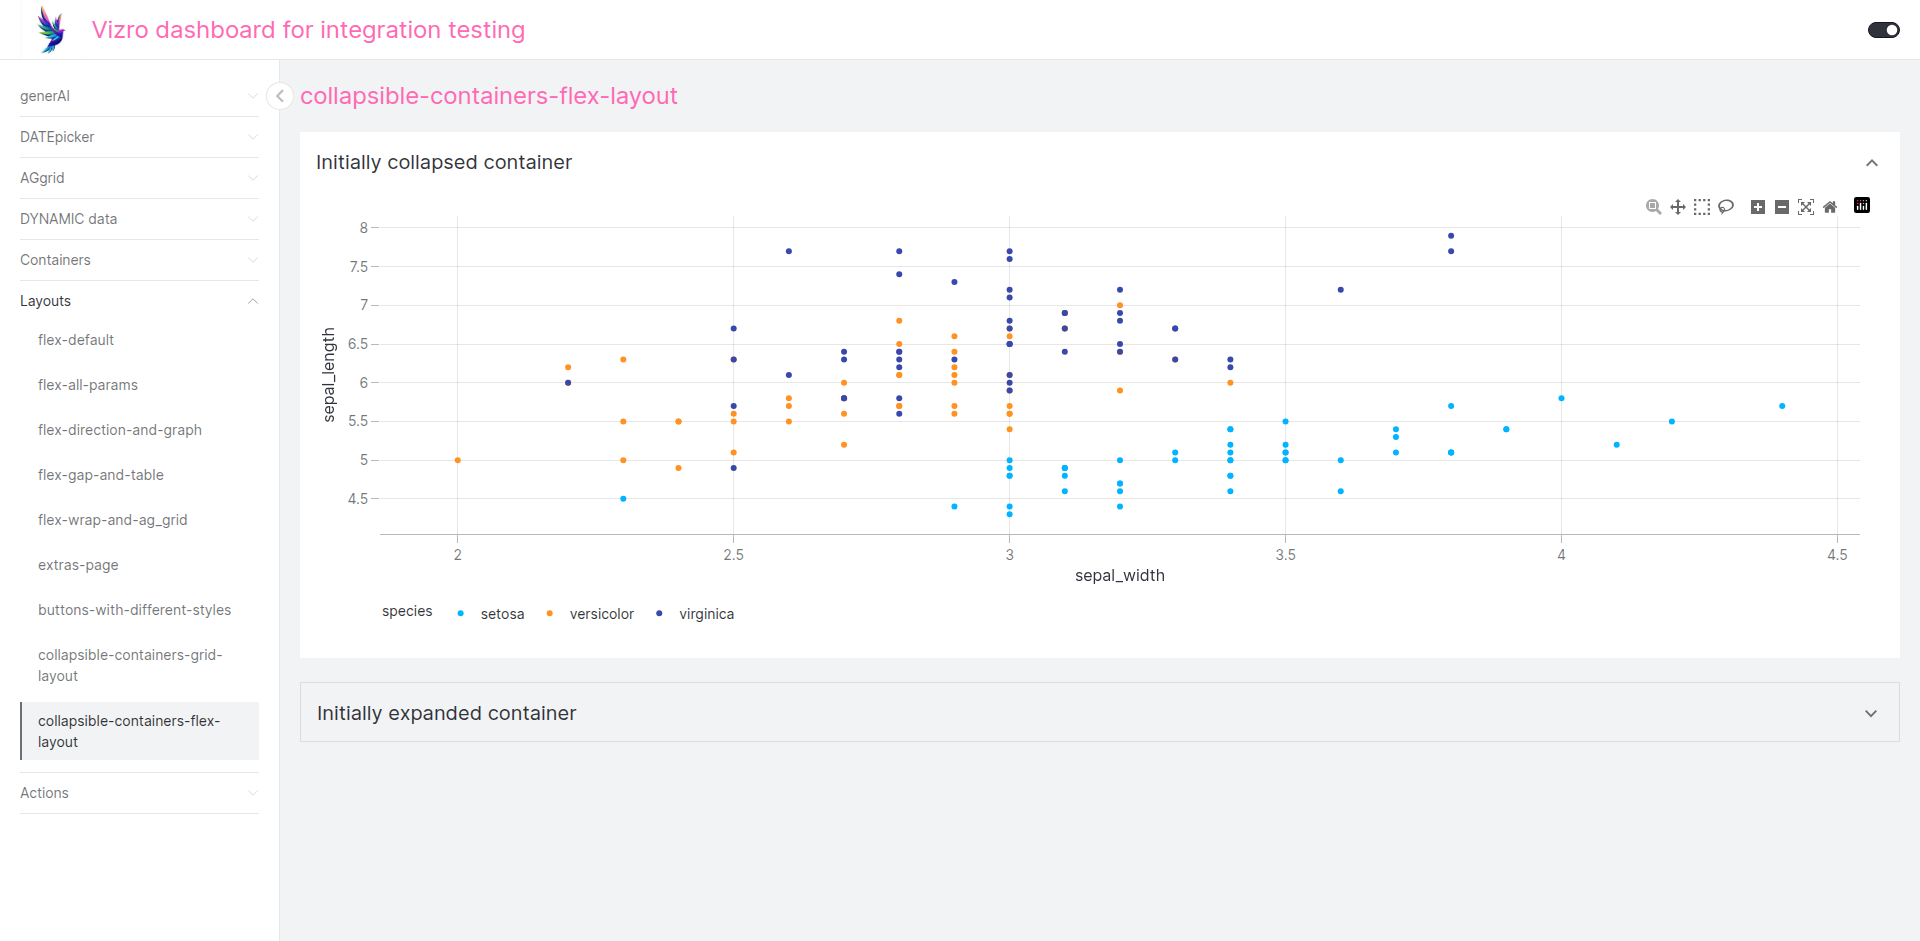 Vizro dashboard for integration testing
generAI
DATEpicker
AGgrid
DYNAMIC data
Containers
Layouts
flex-default
flex-all-params
flex-direction-and-graph
flex-gap-and-table
flex-wrap-and-ag_grid
extras-page
buttons-with-different-styles
collapsible-containers-grid-
layout
collapsible-containers-flex-
layout
Actions
collapsible-containers-flex-layout
Initially collapsed container
8
7.5
7
6.5
6
5.5
5
4.5
sepal_length
2 2.5 3 3.5 4 4.5
sepal_width
species setosa versicolor virginica
Initially expanded container